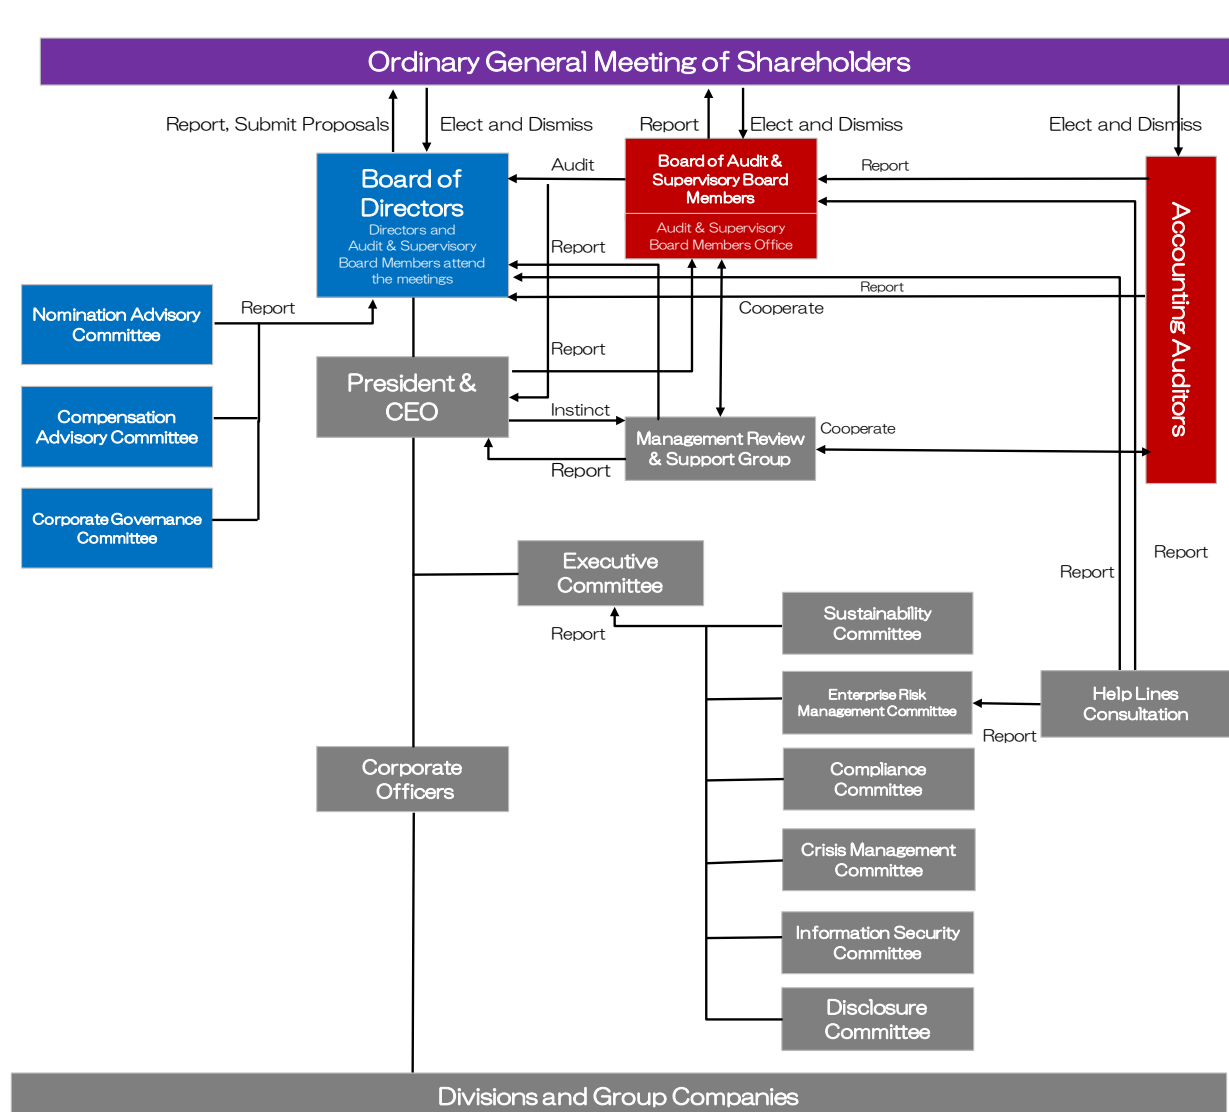 Ordinary General Meeting of Shareholders
Report, Submit Proposals
Elect and Dismiss
Report
Elect and Dismiss
Elect and Dismiss
Board of
Directors
Directors and
Audit & Supervisory
Board Members attend
the meetings
Audit
Board of Audit &
Supervisory Board
Members
Audit & Supervisory
Board Members Office
Report
Accounting Auditors
Report
Report
Cooperate
Nomination Advisory
Committee
Report
Compensation
Advisory Committee
Corporate Governance
Committee
President &
CEO
Report
Instinct
Report
Management Review
& Support Group
Cooperate
Executive
Committee
Report
Report
Report
Sustainability
Committee
Enterprise Risk
Management Committee
Help Lines
Consultation
Report
Corporate
Officers
Compliance
Committee
Crisis Management
Committee
Information Security
Committee
Disclosure
Committee
Divisions and Group Companies